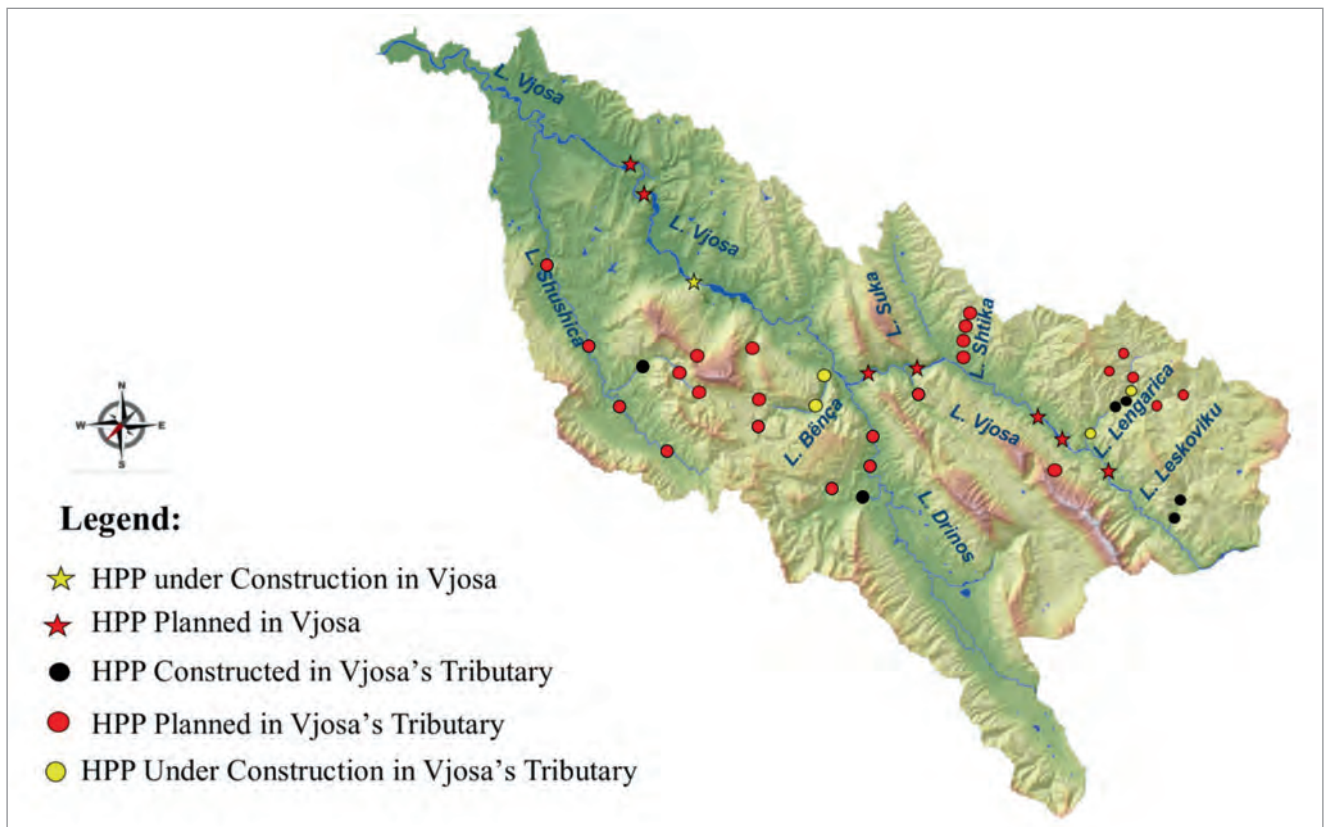 L. Vjosa
L. Vjosa
L. Shushica
L. Suka
L. Shtika
L. Vjosa
L. Lengarica
L. Bënça
L. Leskoviku
L. Drinos
N
W
E
S
Legend:
HPP under Construction in Vjosa
HPP Planned in Vjosa
HPP Constructed in Vjosa's Tributary
HPP Planned in Vjosa's Tributary
HPP Under Construction in Vjosa's Tributary